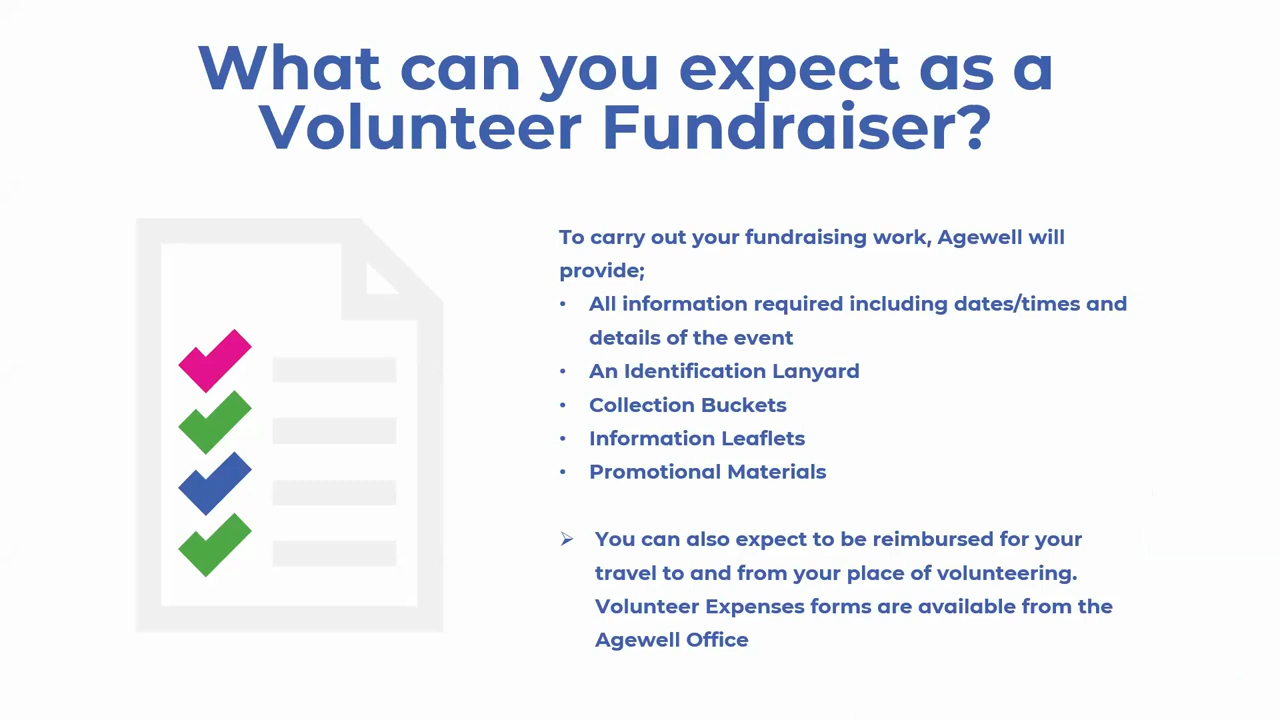 What can you expect as a
Volunteer Fundraiser?
To carry out your fundraising work, Agewell will
provide;
• All information required including dates/times and
details of the event
• An Identification Lanyard
• Collection Buckets
• Information Leaflets
• Promotional Materials
➢ You can also expect to be reimbursed for your
travel to and from your place of volunteering.
Volunteer Expenses forms are available from the
Agewell Office